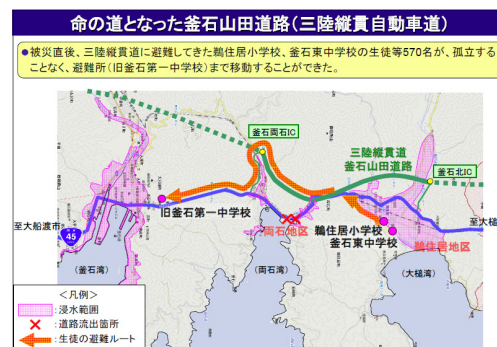 命の道となった釜石山田道路(三陸縦貫自動車道)
●被災直後、三陸縦貫道に避難してきた鵜住居小学校、釜石東中学校の生徒等570名が、孤立する
ことなく、避難所(旧釜石第一中学校)まで移動することができた。
釜石両石IC
三陸縦貫道
釜石山田道路
釜石北IC
旧釜石第一中学校
両石地区
鵜住居小学校
釜石東中学校
鵜住居地区
至大船渡市
至大槌
45
(釜石湾)
(両石湾)
(大槌湾)
<凡例>
:浸水範囲
:道路流出箇所
:生徒の避難ルート